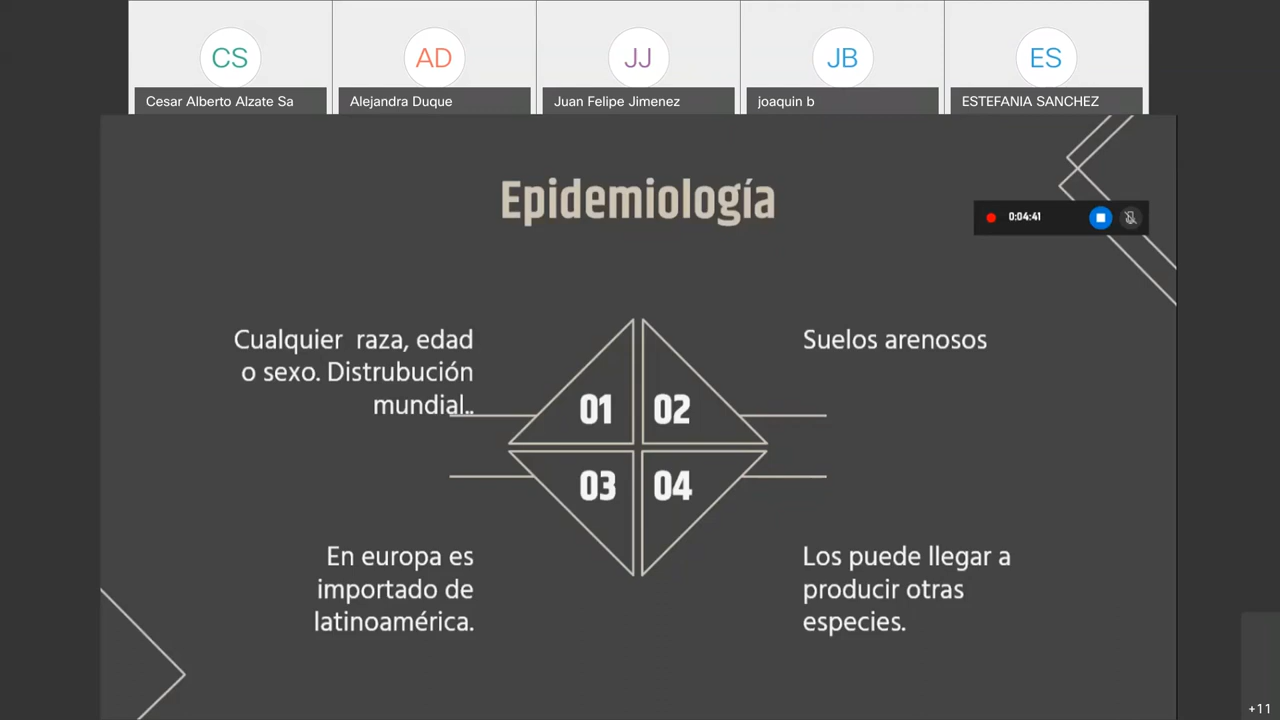 CS
AD
JJ
JB
ES
Cesar Alberto Alzate Sa
Alejandra Duque
Juan Felipe Jimenez
joaquin b
ESTEFANIA SANCHEZ
Epidemiología
0:04:41
Cualquier raza, edad
o sexo. Distrubución
mundial..
01
02
Suelos arenosos
03
04
En europa es
importado de
latinoamérica.
Los puede llegar a
producir otras
especies.
+11